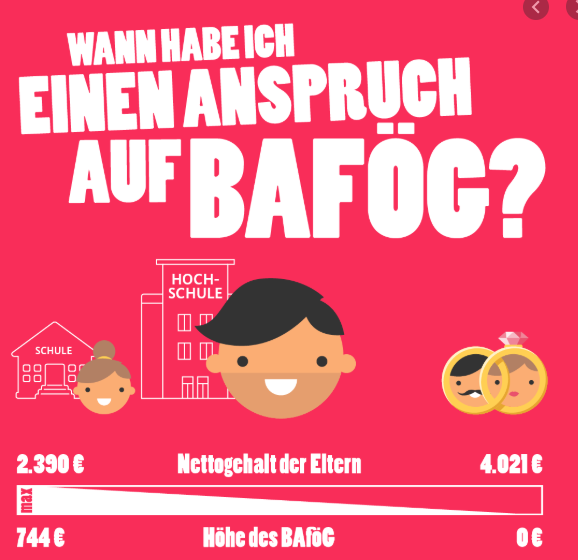 WANN HABE ICH
EINEN ANSPRUCH
AUF BAFÖG?
HOCH-
SCHULE
SCHULE
2.390 € Nettogehalt der Eltern 4.021 €
max
744 € Höhe des BAföG 0 €